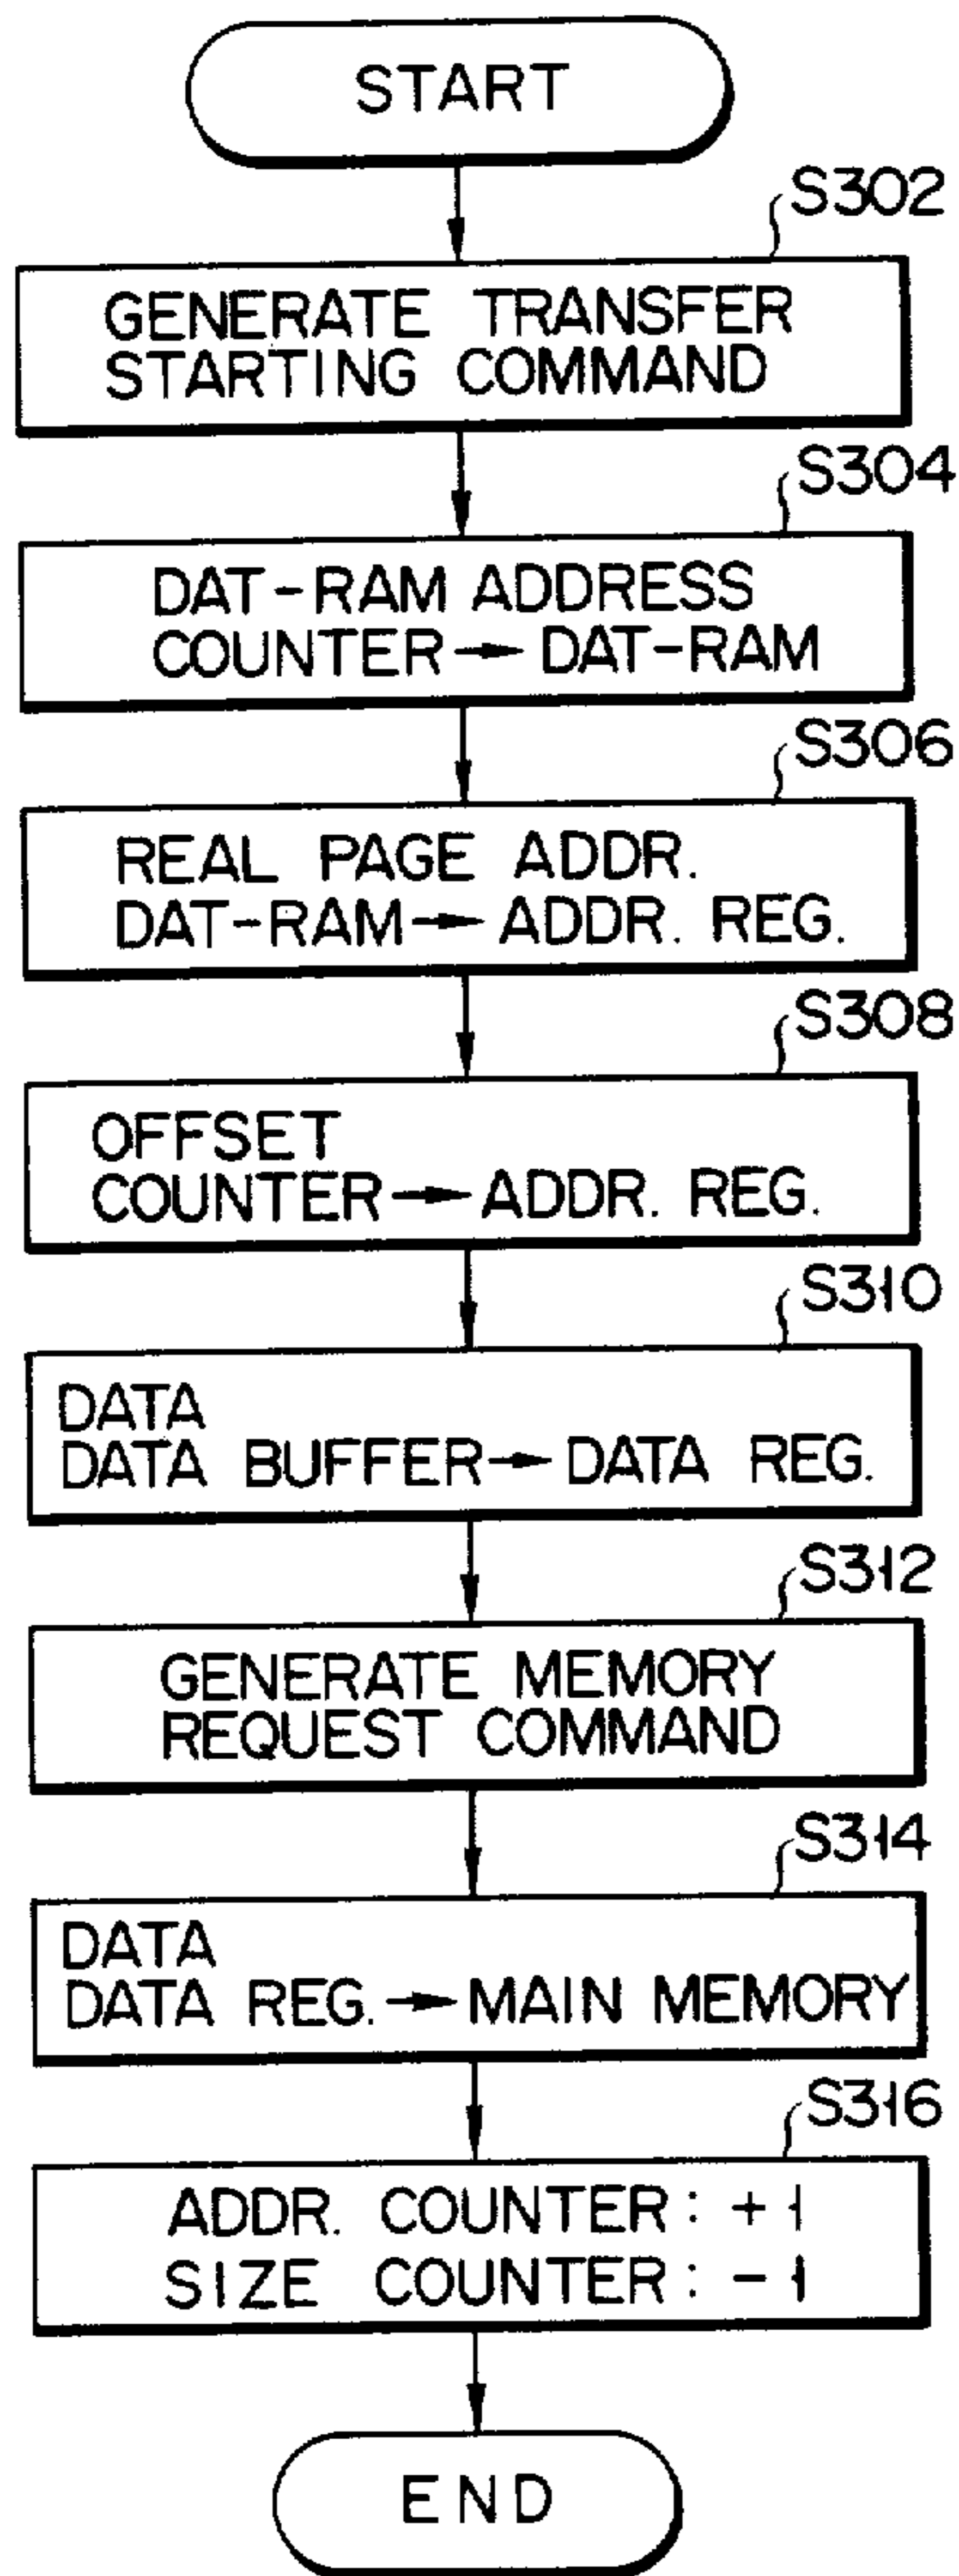 START
S302
GENERATE TRANSFER
STARTING COMMAND
S304
DAT-RAM ADDRESS
COUNTER → DAT-RAM
S306
REAL PAGE ADDR.
DAT-RAM → ADDR. REG.
S308
OFFSET
COUNTER → ADDR. REG.
S310
DATA
DATA BUFFER → DATA REG.
S312
GENERATE MEMORY
REQUEST COMMAND
S314
DATA
DATA REG. → MAIN MEMORY
S316
ADDR. COUNTER : +1
SIZE COUNTER : -1
END